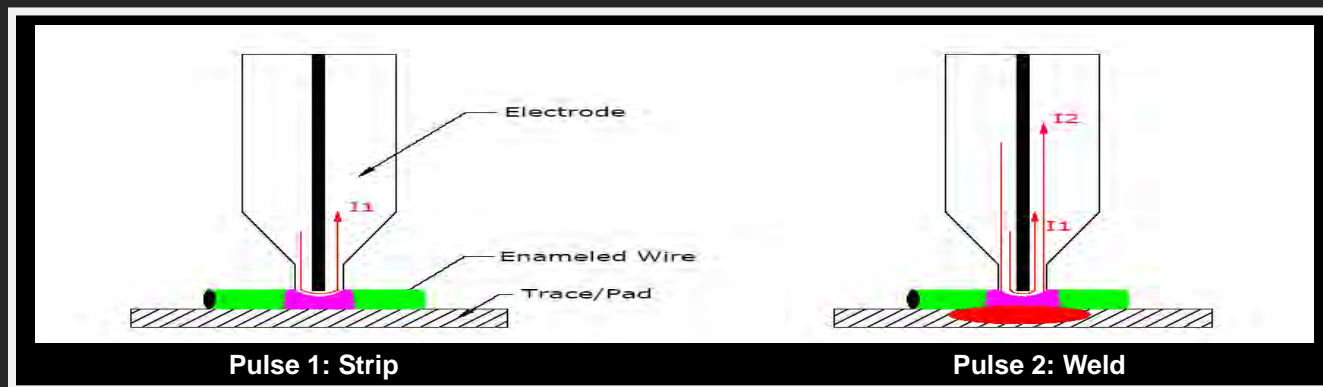 Electrode
I1
Enameled Wire
Trace/Pad
I2
I1
Pulse 1: Strip
Pulse 2: Weld